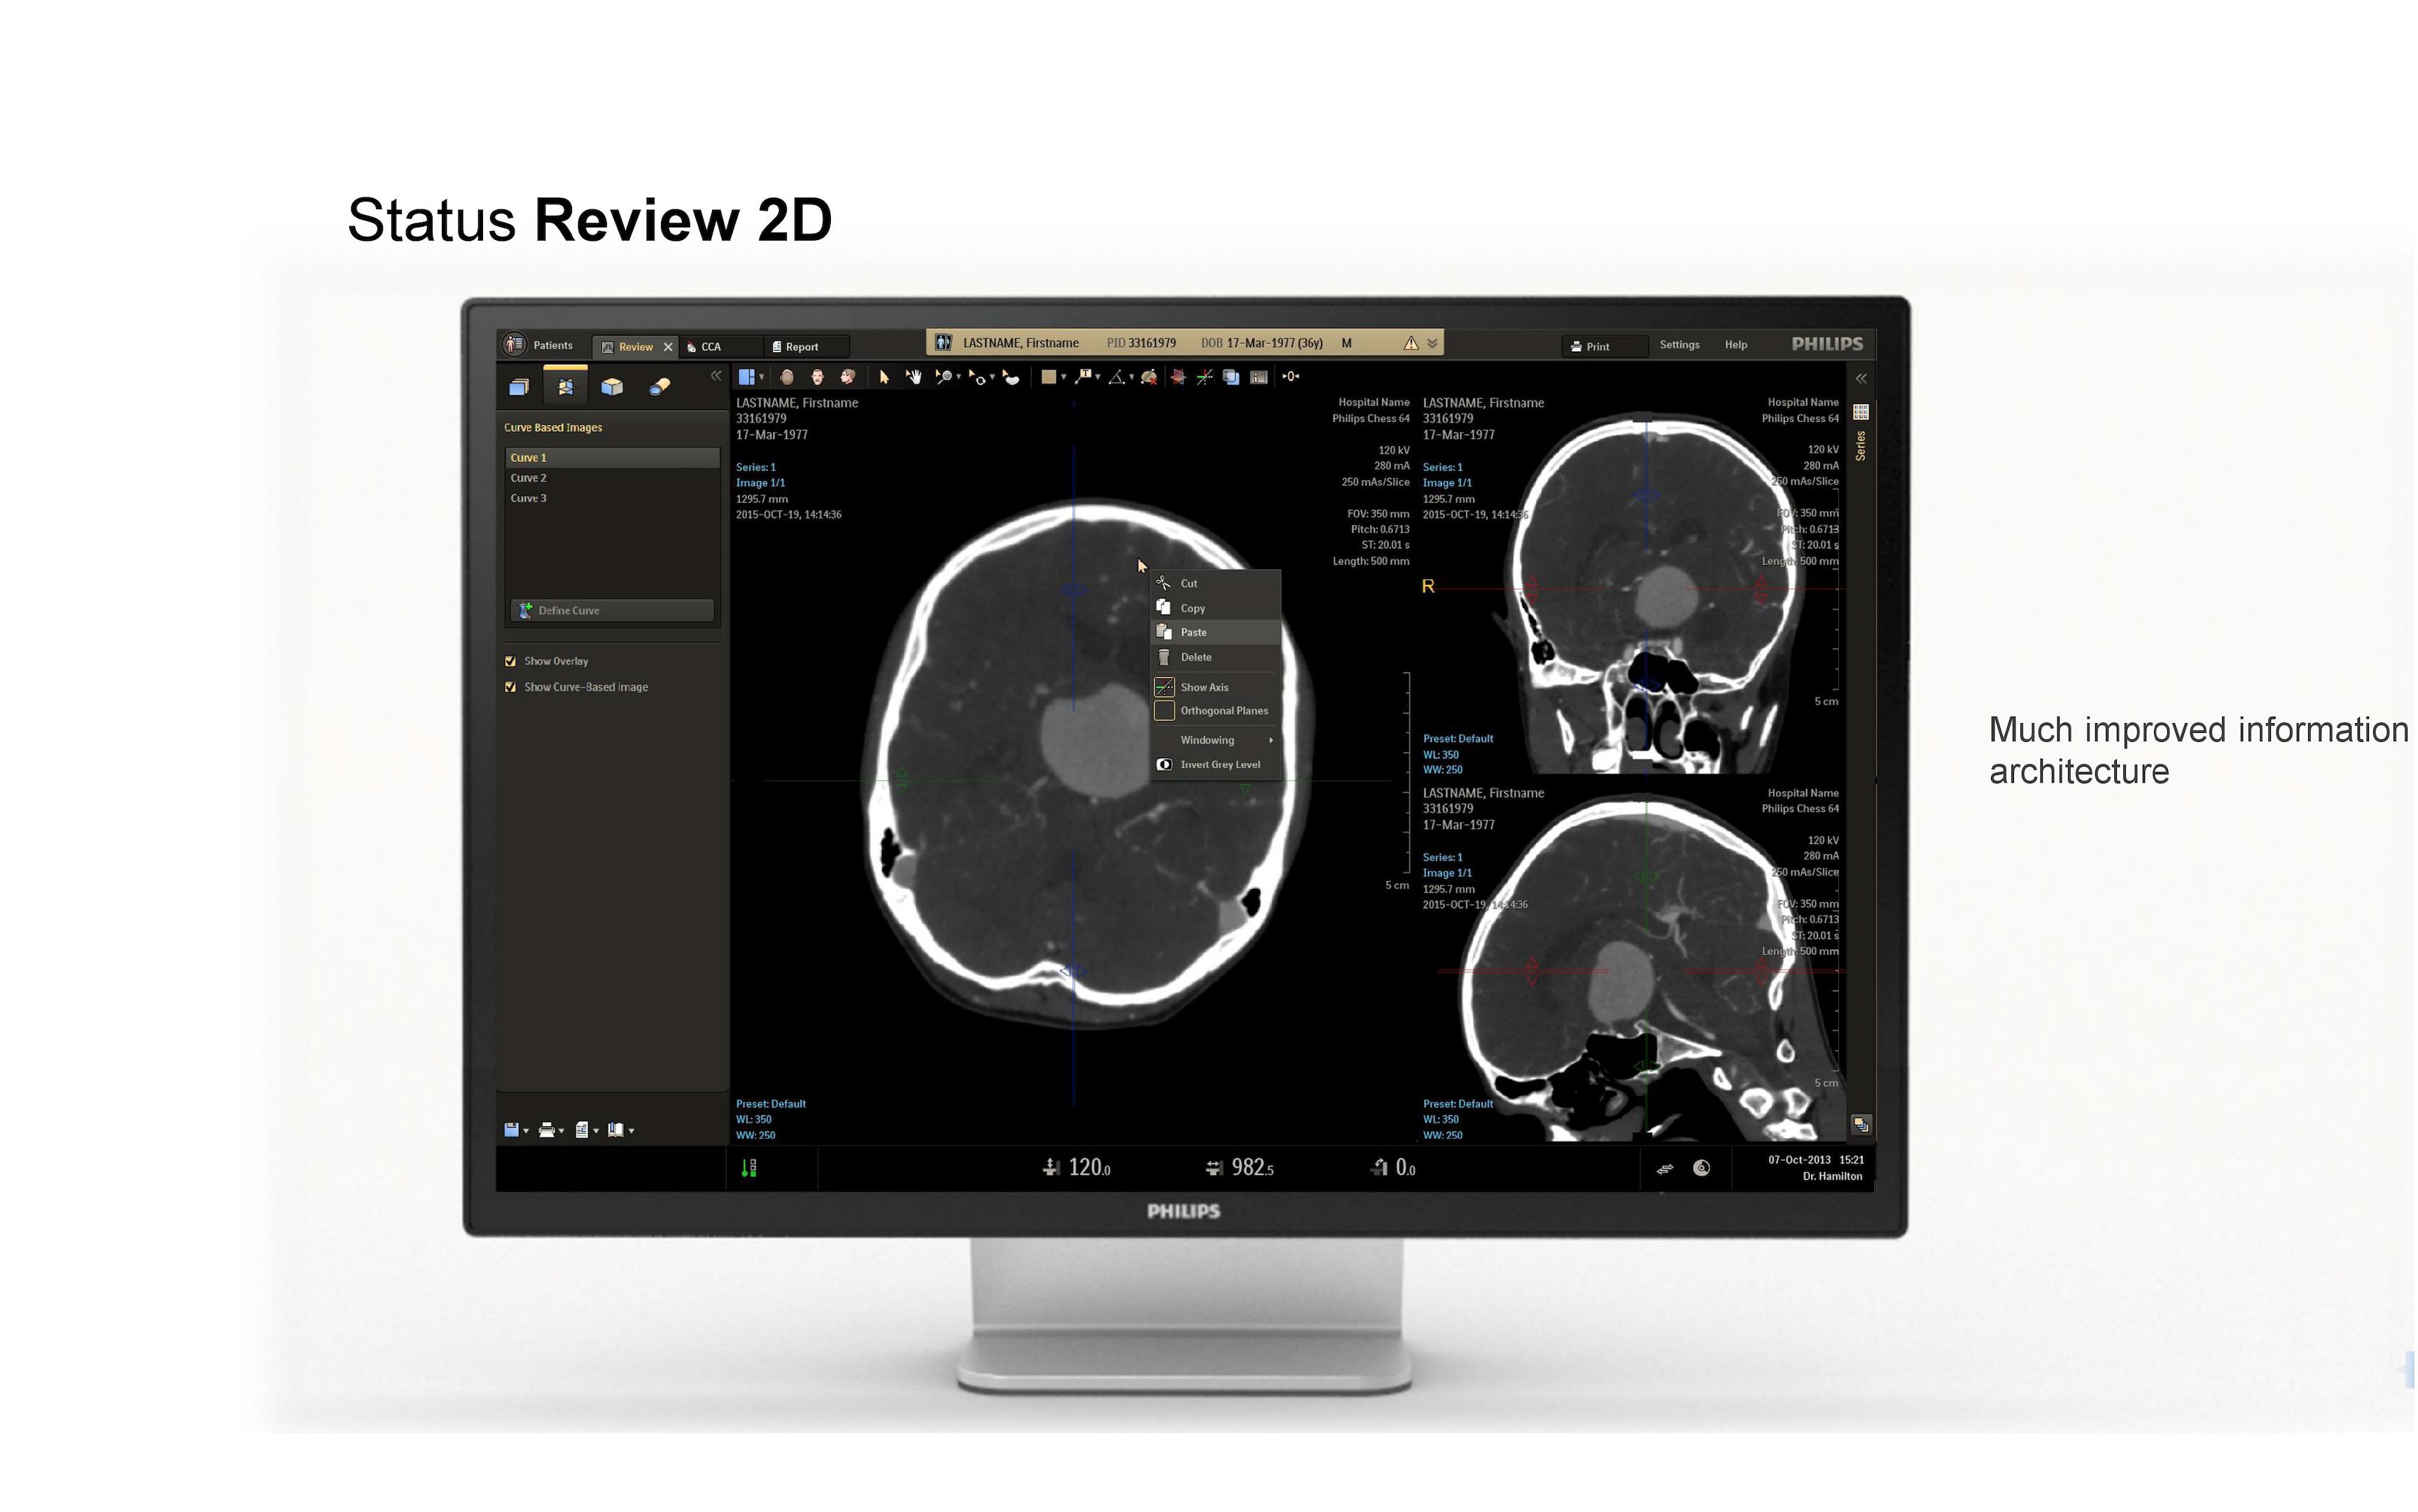 Status Review 2D
Patients
Review
CCA
Report
LASTNAME, Firstname PID 33161979 DOB 17-Mar-1977 (36y) M
Print
Settings
Help
PHILIPS
Curve Based Images
Curve 1
Curve 2
Curve 3
Define Curve
Show Overlay
Show Curve-Based image
LASTNAME, Firstname
33161979
17-Mar-1977
Series: 1
Image 1/1
1295.7 mm
2015-OCT-19, 14:14:36
Hospital Name
Philips Chess 64
120 kV
280 mA
250 mAs/Slice
FOV: 350 mm
Pitch: 0.6713
ST: 20.01 s
Length: 500 mm
Cut
Copy
Paste
Delete
Show Axis
Orthogonal Planes
Windowing
Invert Grey Level
5 cm
Preset: Default
WL: 350
WW: 250
LASTNAME, Firstname
33161979
17-Mar-1977
Series: 1
Image 1/1
1295.7 mm
2015-OCT-19, 14:14:36
Hospital Name
Philips Chess 64
120 kV
280 mA
250 mAs/Slice
FOV: 350 mm
Pitch: 0.6713
ST: 20.01 s
Length: 500 mm
R
5 cm
Preset: Default
WL: 350
WW: 250
LASTNAME, Firstname
33161979
17-Mar-1977
Series: 1
Image 1/1
1295.7 mm
2015-OCT-19, 14:14:36
Hospital Name
Philips Chess 64
120 kV
280 mA
250 mAs/Slice
FOV: 350 mm
Pitch: 0.6713
ST: 20.01 s
Length: 500 mm
5 cm
Preset: Default
WL: 350
WW: 250
Series
120.0
982.5
0.0
07-Oct-2013 15:21
Dr. Hamilton
PHILIPS
Much improved information
architecture